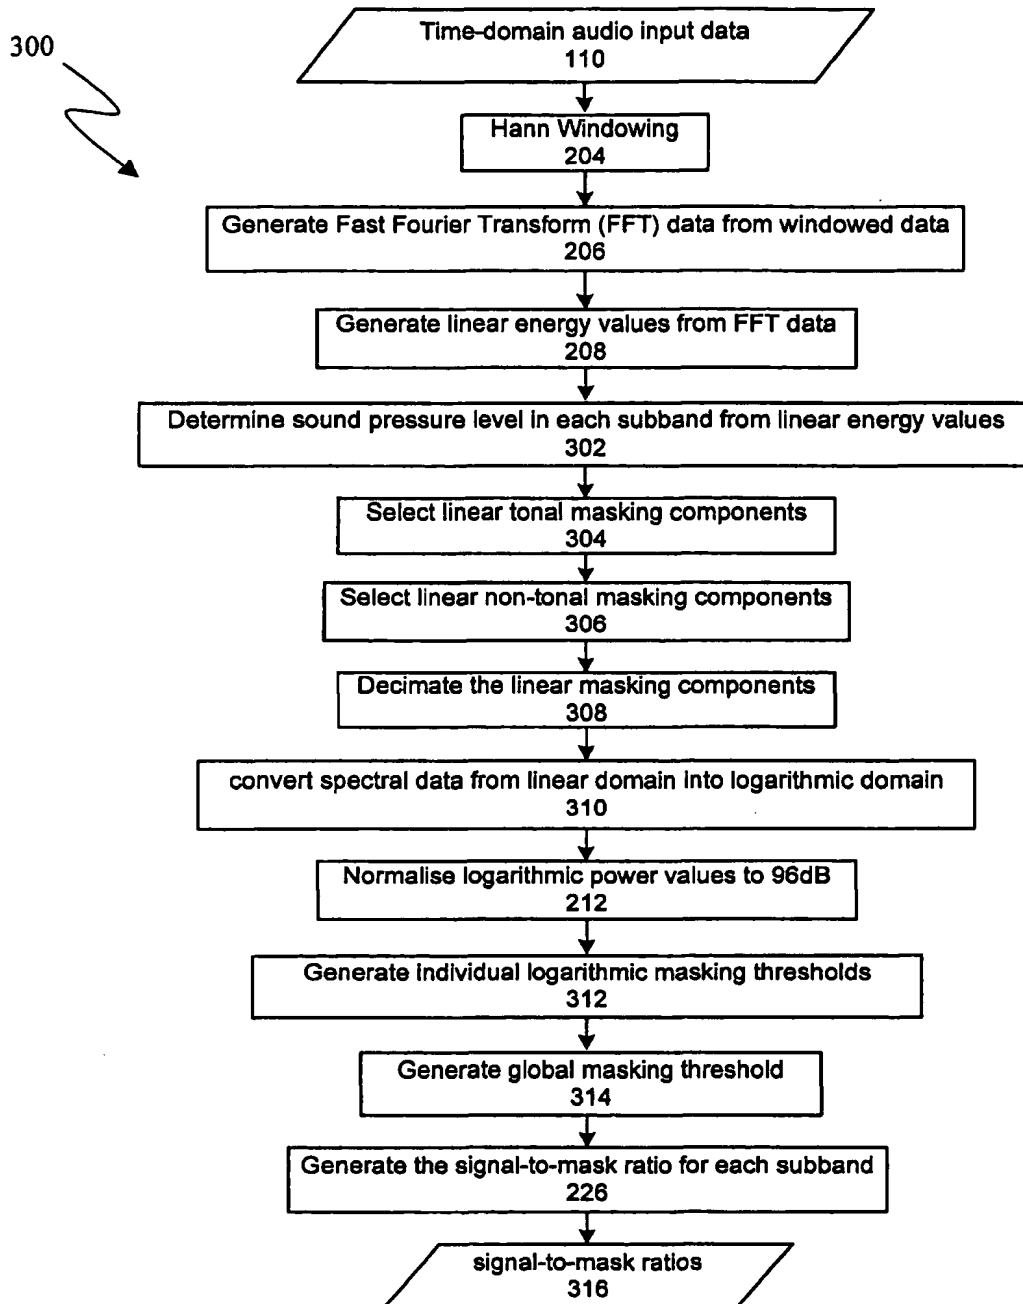 300
Time-domain audio input data
110
Hann Windowing
204
Generate Fast Fourier Transform (FFT) data from windowed data
206
Generate linear energy values from FFT data
208
Determine sound pressure level in each subband from linear energy values
302
Select linear tonal masking components
304
Select linear non-tonal masking components
306
Decimate the linear masking components
308
convert spectral data from linear domain into logarithmic domain
310
Normalise logarithmic power values to 96dB
212
Generate individual logarithmic masking thresholds
312
Generate global masking threshold
314
Generate the signal-to-mask ratio for each subband
226
signal-to-mask ratios
316